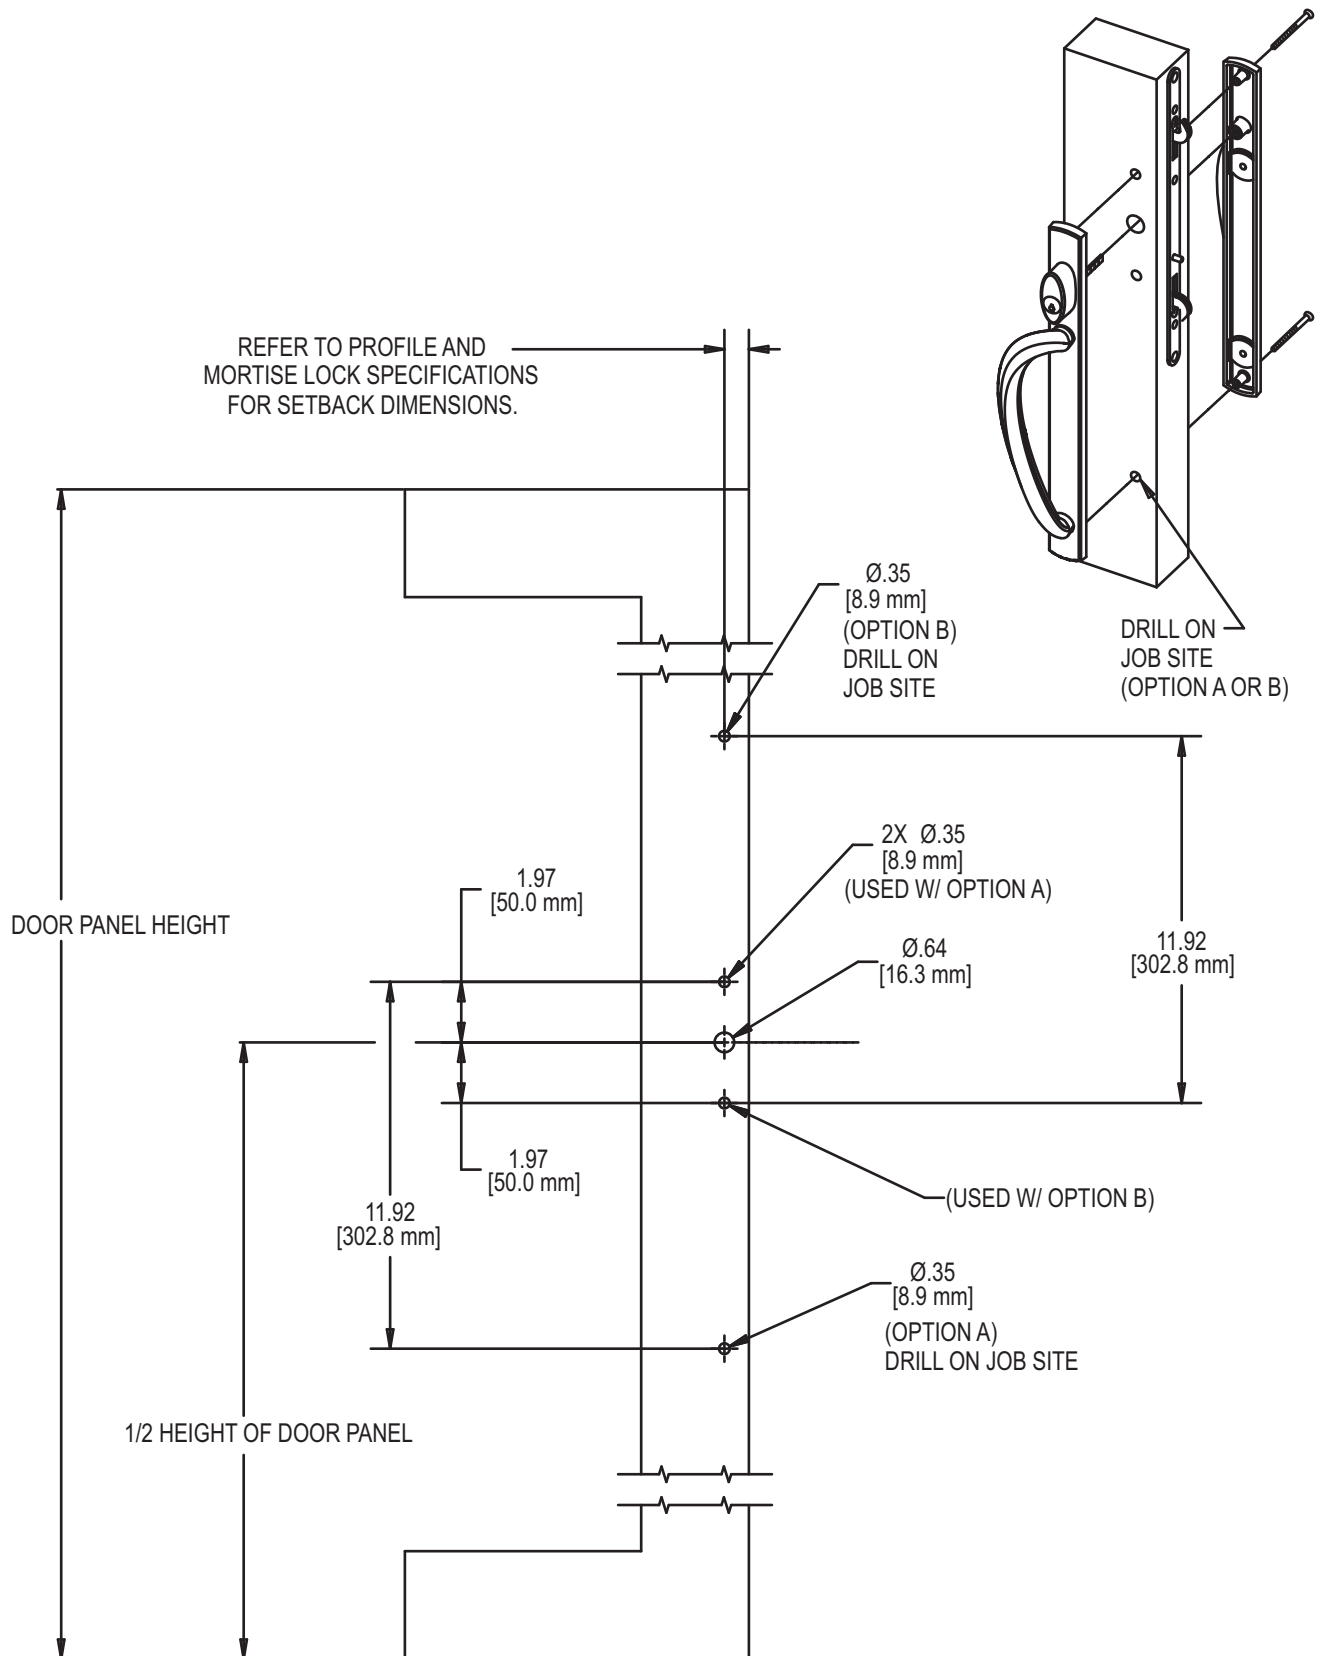 REFER TO PROFILE AND
MORTISE LOCK SPECIFICATIONS
FOR SETBACK DIMENSIONS.
Ø.35
[8.9 mm]
(OPTION B)
DRILL ON
JOB SITE
DRILL ON
JOB SITE
(OPTION A OR B)
2X Ø.35
[8.9 mm]
(USED W/ OPTION A)
1.97
[50.0 mm]
DOOR PANEL HEIGHT
Ø.64
[16.3 mm]
11.92
[302.8 mm]
1.97
[50.0 mm]
(USED W/ OPTION B)
11.92
[302.8 mm]
Ø.35
[8.9 mm]
(OPTION A)
DRILL ON JOB SITE
1/2 HEIGHT OF DOOR PANEL